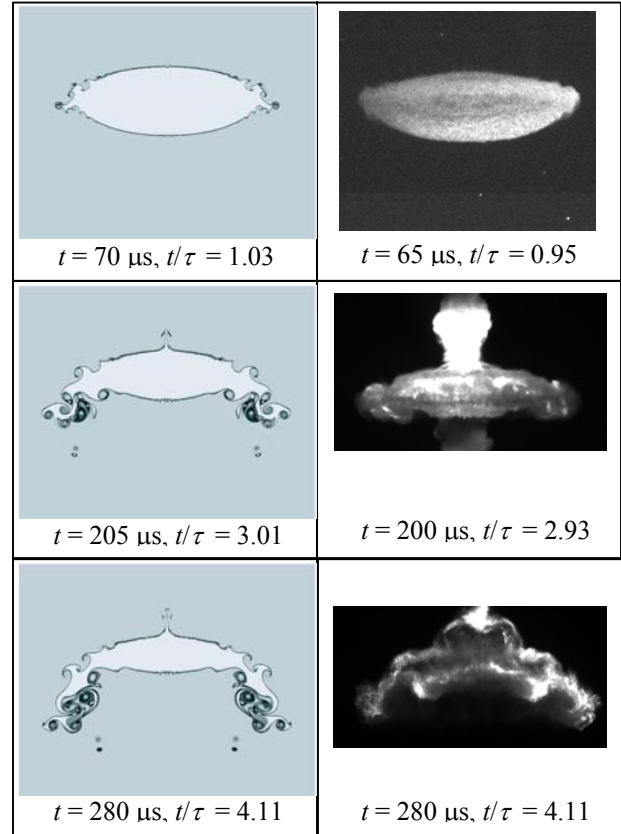 t = 70 μs, t/τ = 1.03
t = 65 μs, t/τ = 0.95
t = 205 μs, t/τ = 3.01
t = 200 μs, t/τ = 2.93
t = 280 μs, t/τ = 4.11
t = 280 μs, t/τ = 4.11